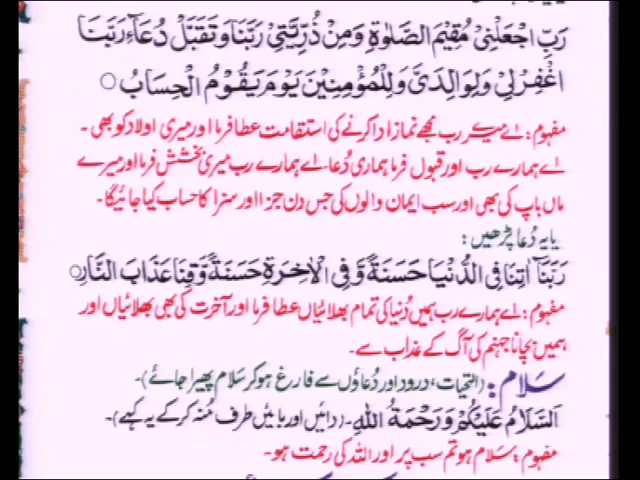 رَبِّ اجْعَلْنِیْ مُقِیْمَ الصَّلٰوةِ وَمِنْ ذُرِّیَّتِیْ رَبَّنَا وَتَقَبَّلْ دُعَآءِ رَبَّنَا
اغْفِرْلِیْ وَلِوَالِدَیَّ وَلِلْمُؤْمِنِیْنَ یَوْمَ یَقُوْمُ الْحِسَابُ ○
مفہوم: اے میرے رب مجھے نماز ادا کرنے کی استقامت عطا فرما اور میری اولاد کو بھی۔
اے ہمارے رب اور قبول فرما ہماری دُعا۔ اے ہمارے رب میری بخشش فرما اور میرے
ماں باپ کی بھی اور سب ایمان والوں کی جس دن جزا اور سزا کا حساب کیا جائیگا۔
یا یہ دُعا پڑھیں:
رَبَّنَا اٰتِنَا فِی الدُّنْیَا حَسَنَةً وَّفِی الْاٰخِرَةِ حَسَنَةً وَّقِنَا عَذَابَ النَّارِ○
مفہوم: اے ہمارے رب ہمیں دُنیا کی تمام بھلائیاں عطا فرما اور آخرت کی بھی بھلائیاں اور
ہمیں بچانا جہنم کی آگ کے عذاب سے۔
سَلَام: (التحیات، درود اور دُعاؤں سے فارغ ہو کر سَلام پھیرا جائے)۔
اَلسَّلَامُ عَلَیْکُمْ وَرَحْمَةُ اللّٰہِ۔ (دائیں اور بائیں طرف مُنہ کر کے یہ کہے)۔
مفہوم: سَلام ہو تم سب پر اور اللہ کی رحمت ہو۔